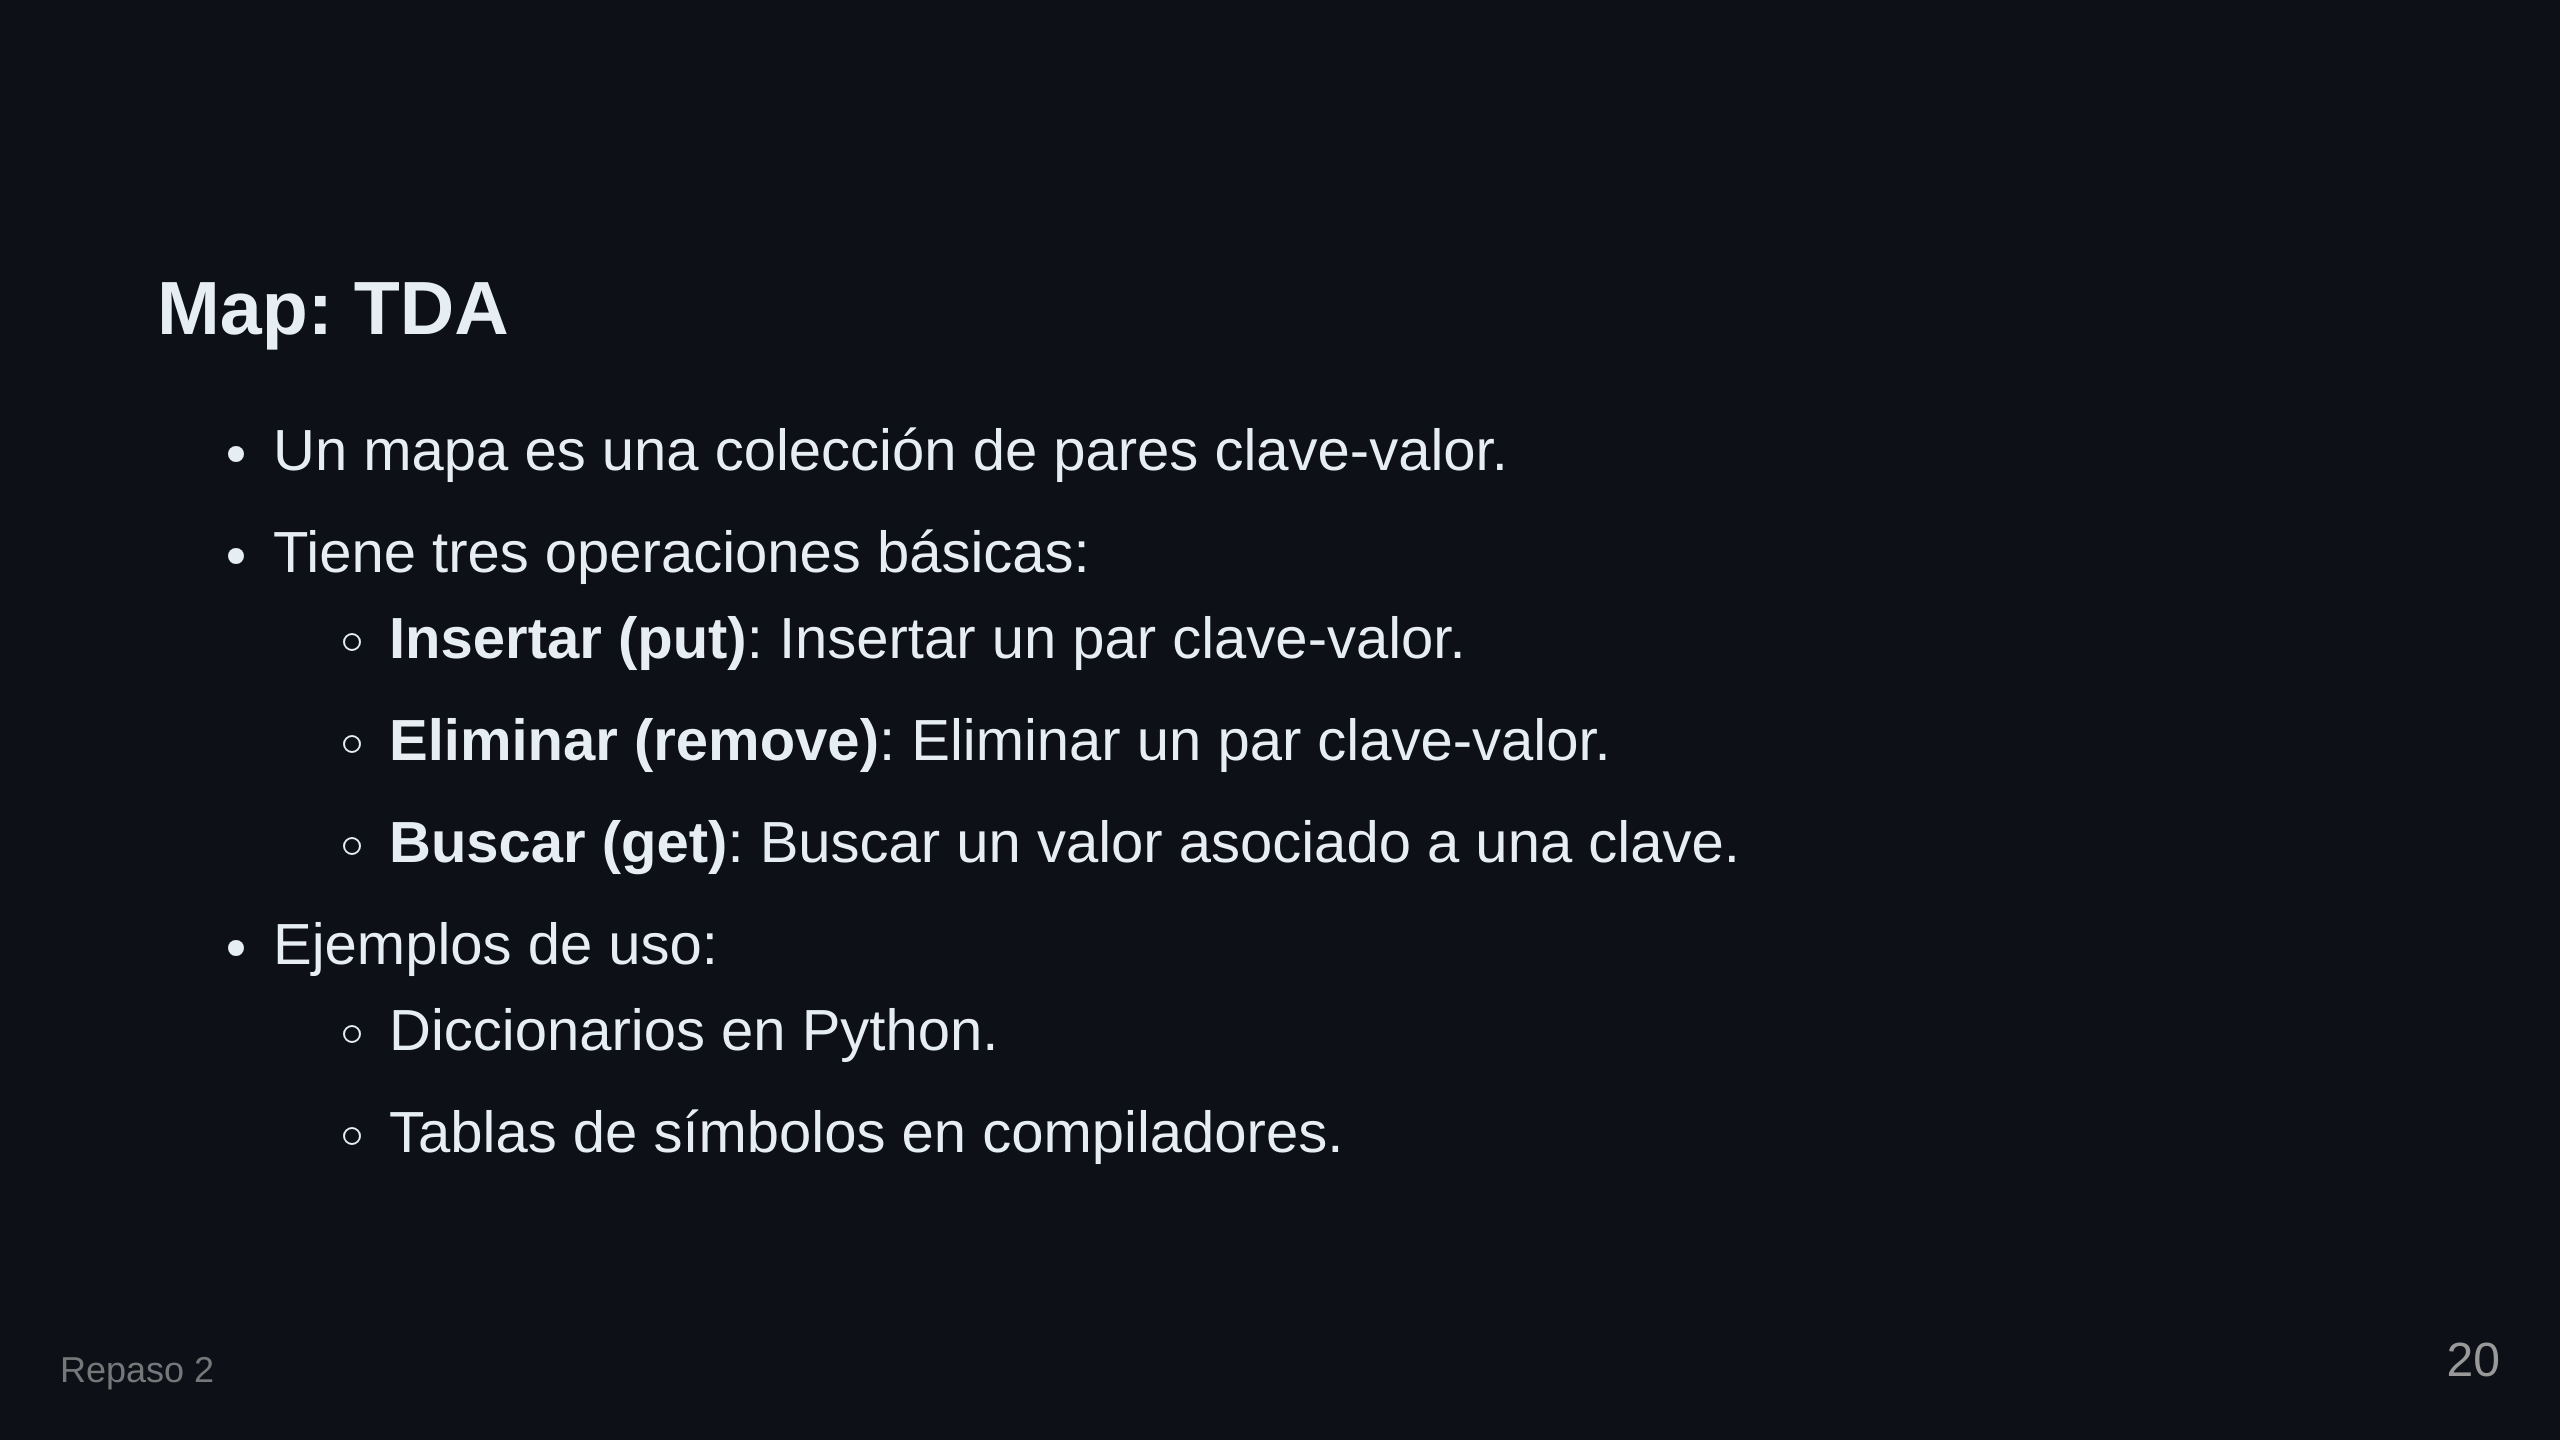 Map: TDA
Un mapa es una colección de pares clave-valor.
Tiene tres operaciones básicas:
Insertar (put): Insertar un par clave-valor.
Eliminar (remove): Eliminar un par clave-valor.
Buscar (get): Buscar un valor asociado a una clave.
Ejemplos de uso:
Diccionarios en Python.
Tablas de símbolos en compiladores.
Repaso 2
20